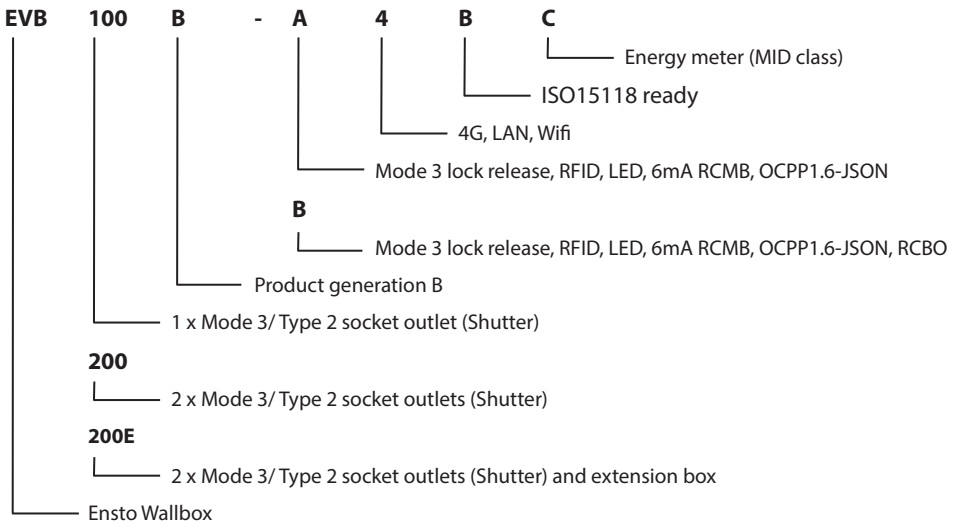 EVB 100 B - A 4 B C
Energy meter (MID class)
ISO15118 ready
4G, LAN, Wifi
Mode 3 lock release, RFID, LED, 6mA RCMB, OCPP1.6-JSON
B
Mode 3 lock release, RFID, LED, 6mA RCMB, OCPP1.6-JSON, RCBO
Product generation B
1 x Mode 3/ Type 2 socket outlet (Shutter)
200
2 x Mode 3/ Type 2 socket outlets (Shutter)
200E
2 x Mode 3/ Type 2 socket outlets (Shutter) and extension box
Ensto Wallbox